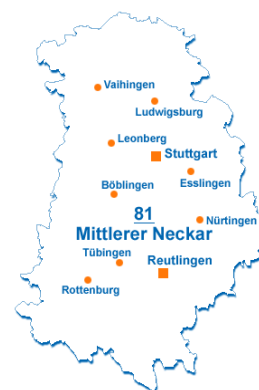 Vaihingen
Ludwigsburg
Leonberg
Stuttgart
Esslingen
Böblingen
81
Nürtingen
Mittlerer Neckar
Tübingen
Reutlingen
Rottenburg